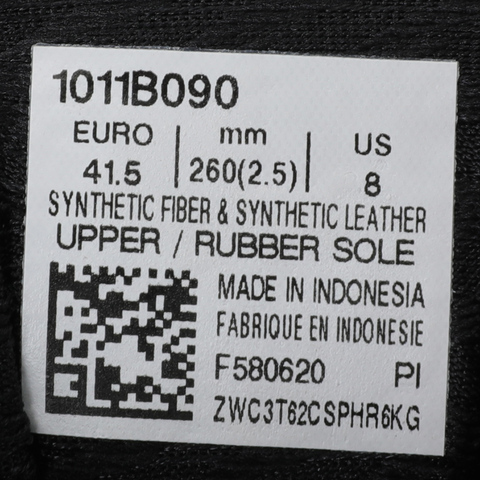 1011B090
EURO | mm | US
41.5 | 260(2.5) | 8
SYNTHETIC FIBER & SYNTHETIC LEATHER
UPPER / RUBBER SOLE
MADE IN INDONESIA
FABRIQUE EN INDONESIE
F580620 PI
ZWC3T62CSPHR6KG